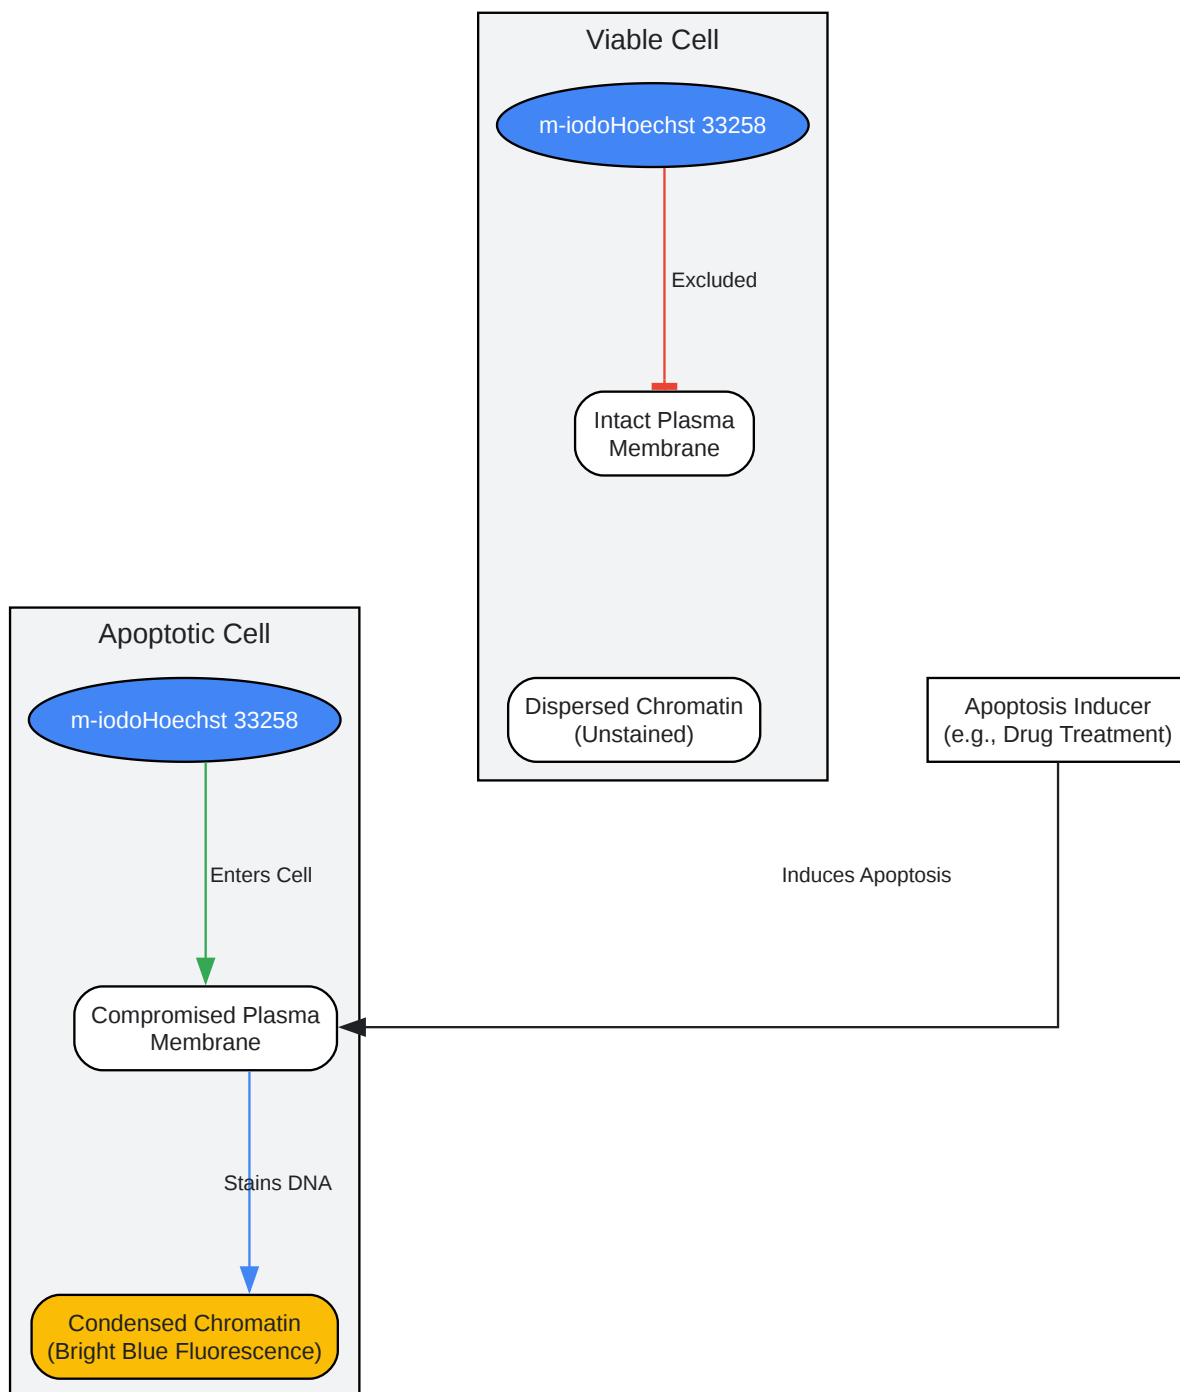 Viable Cell
m-iodoHoechst 33258
Excluded
Intact Plasma
Membrane
Dispersed Chromatin
(Unstained)
Apoptotic Cell
m-iodoHoechst 33258
Enters Cell
Compromised Plasma
Membrane
Stains DNA
Condensed Chromatin
(Bright Blue Fluorescence)
Apoptosis Inducer
(e.g., Drug Treatment)
Induces Apoptosis